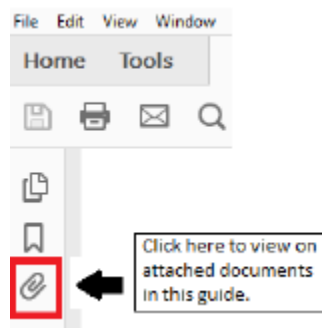 File Edit View Window
Home Tools
Click here to view on
attached documents
in this guide.